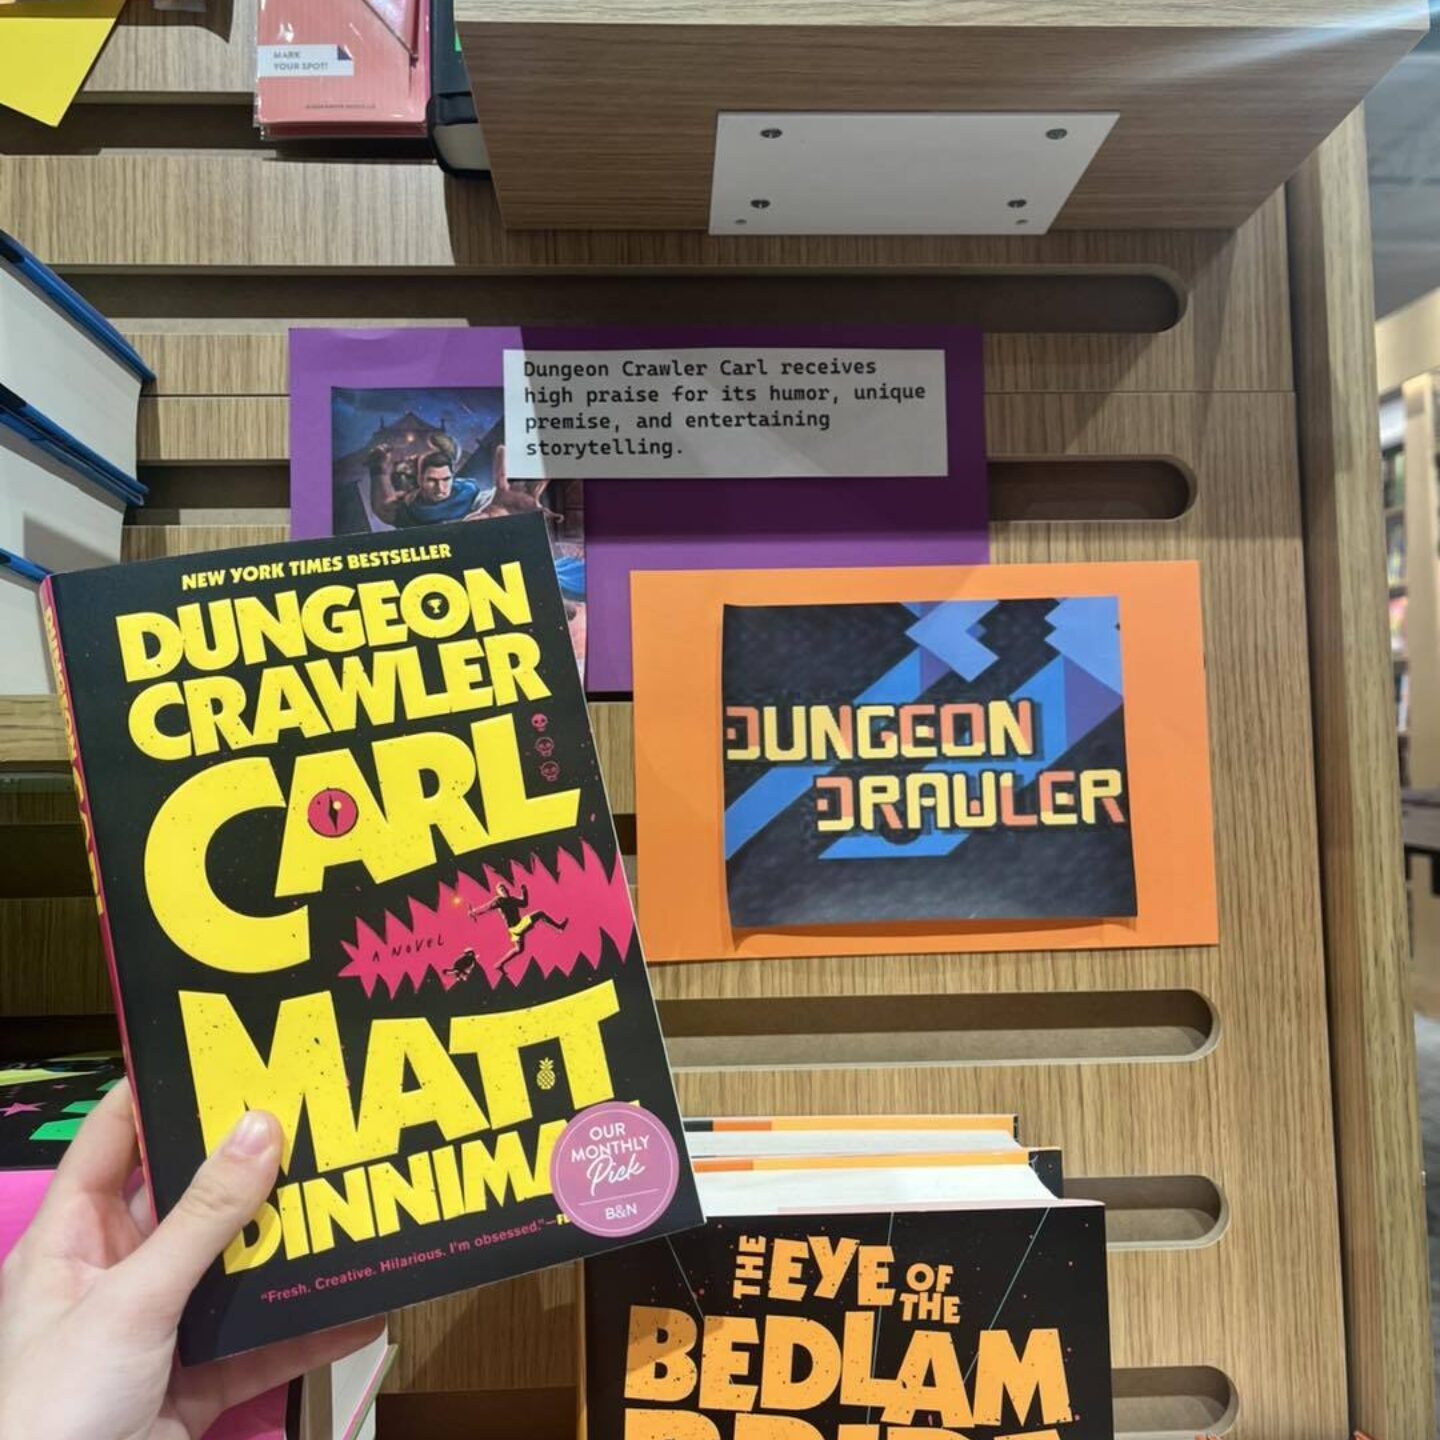 MARK
YOUR SPOT!
Dungeon Crawler Carl receives
high praise for its humor, unique
premise, and entertaining
storytelling.
NEW YORK TIMES BESTSELLER
DUNGEON
CRAWLER
CARL
A NOVEL
MATT
DINNIMA
"Fresh. Creative. Hilarious. I'm obsessed."
OUR
MONTHLY
Pick
B&N
DUNGEON
CRAWLER
THE EYE OF THE
BEDLAM